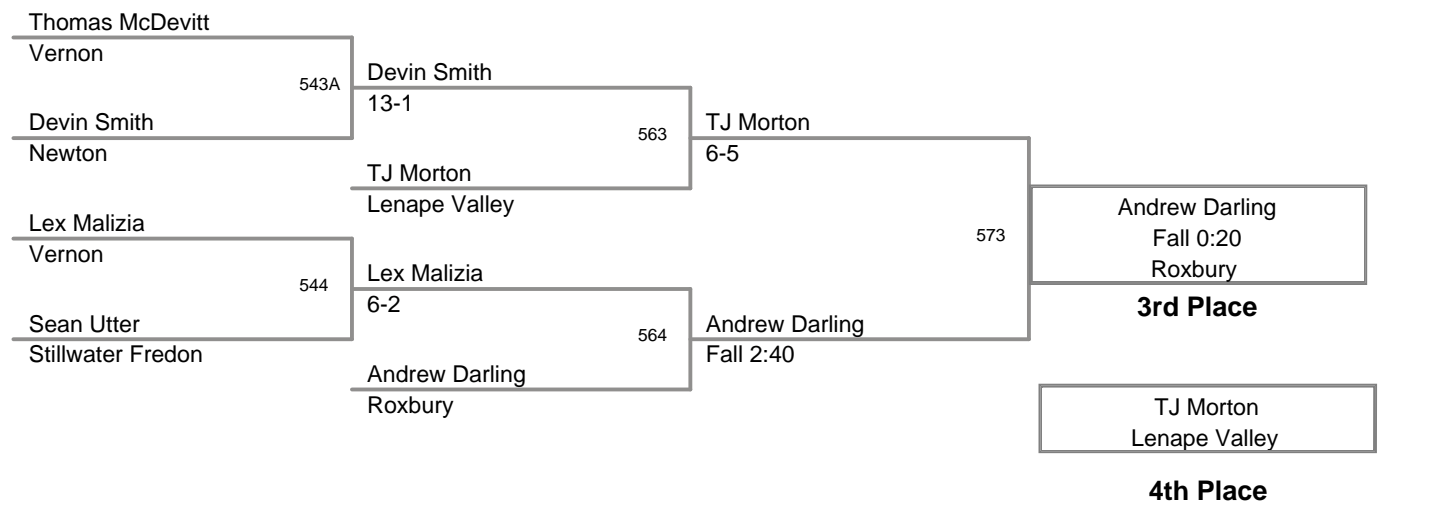 Thomas McDevitt
Vernon
543A
Devin Smith
13-1
Devin Smith
Newton
563
TJ Morton
6-5
TJ Morton
Lenape Valley
Lex Malizia
Vernon
544
Lex Malizia
6-2
Sean Utter
Stillwater Fredon
564
Andrew Darling
Fall 2:40
Andrew Darling
Roxbury
573
Andrew Darling
Fall 0:20
Roxbury
3rd Place
TJ Morton
Lenape Valley
4th Place